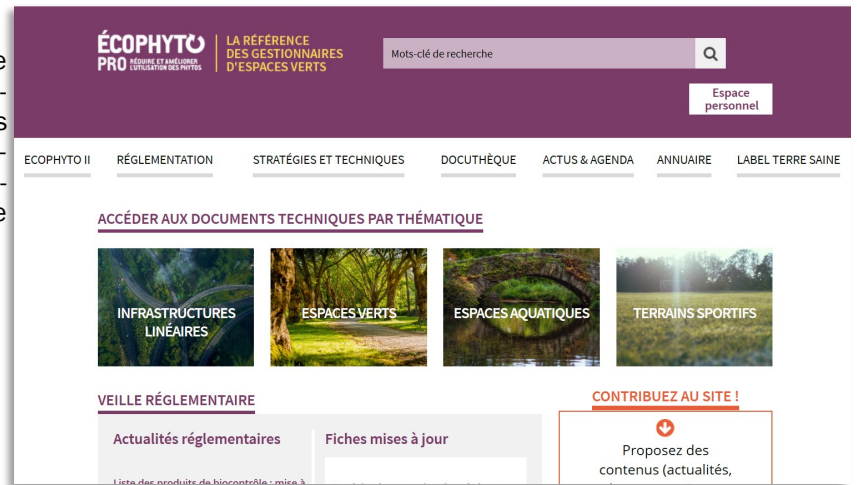 ÉCOPHYTO
PRO RÉDUIRE ET AMÉLIORER
L'UTILISATION DES PHYTOS
LA RÉFÉRENCE
DES GESTIONNAIRES
D'ESPACES VERTS
Mots-clé de recherche
Espace
personnel
ECOPHYTO II RÉGLEMENTATION STRATÉGIES ET TECHNIQUES DOCUTHÈQUE ACTUS & AGENDA ANNUAIRE LABEL TERRE SAINE
ACCÉDER AUX DOCUMENTS TECHNIQUES PAR THÉMATIQUE
INFRASTRUCTURES
LINÉAIRES
ESPACES VERTS
ESPACES AQUATIQUES
TERRAINS SPORTIFS
VEILLE RÉGLEMENTAIRE
Actualités réglementaires
Liste des produits de biocontrôle : mise à
Fiches mises à jour
CONTRIBUEZ AU SITE !
Proposez des
contenus (actualités,